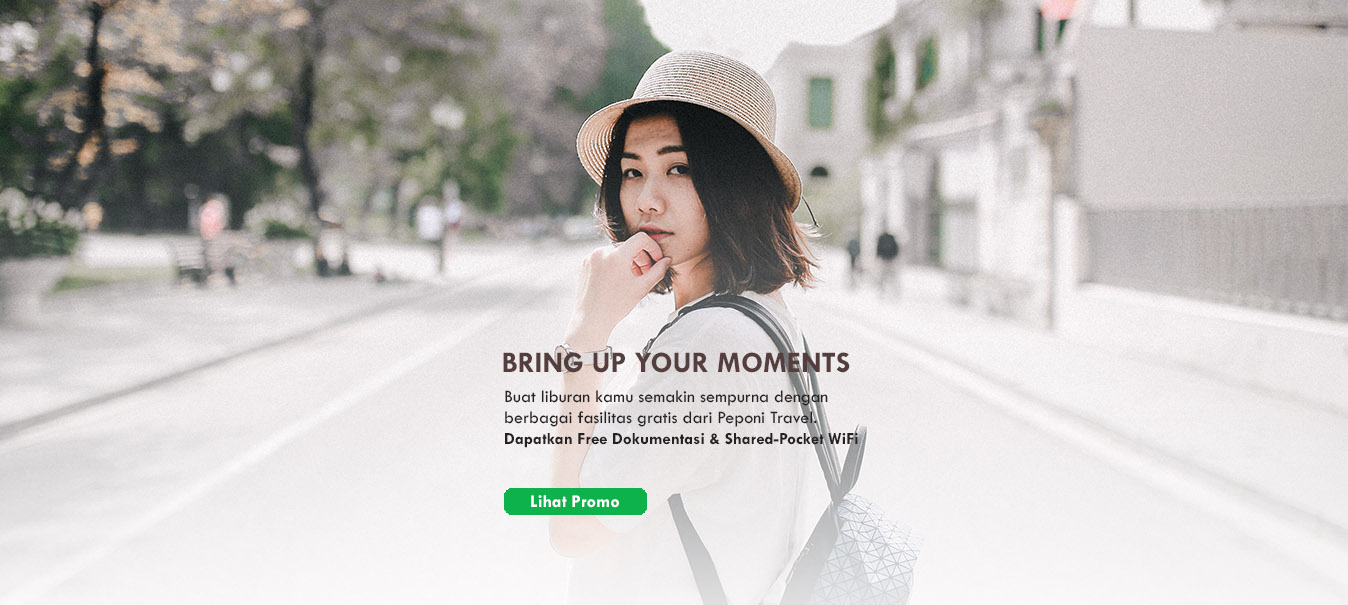 BRING UP YOUR MOMENTS
Buat liburan kamu semakin sempurna dengan
berbagai fasilitas gratis dari Peponi Travel.
Dapatkan Free Dokumentasi & Shared-Pocket WiFi
Lihat Promo